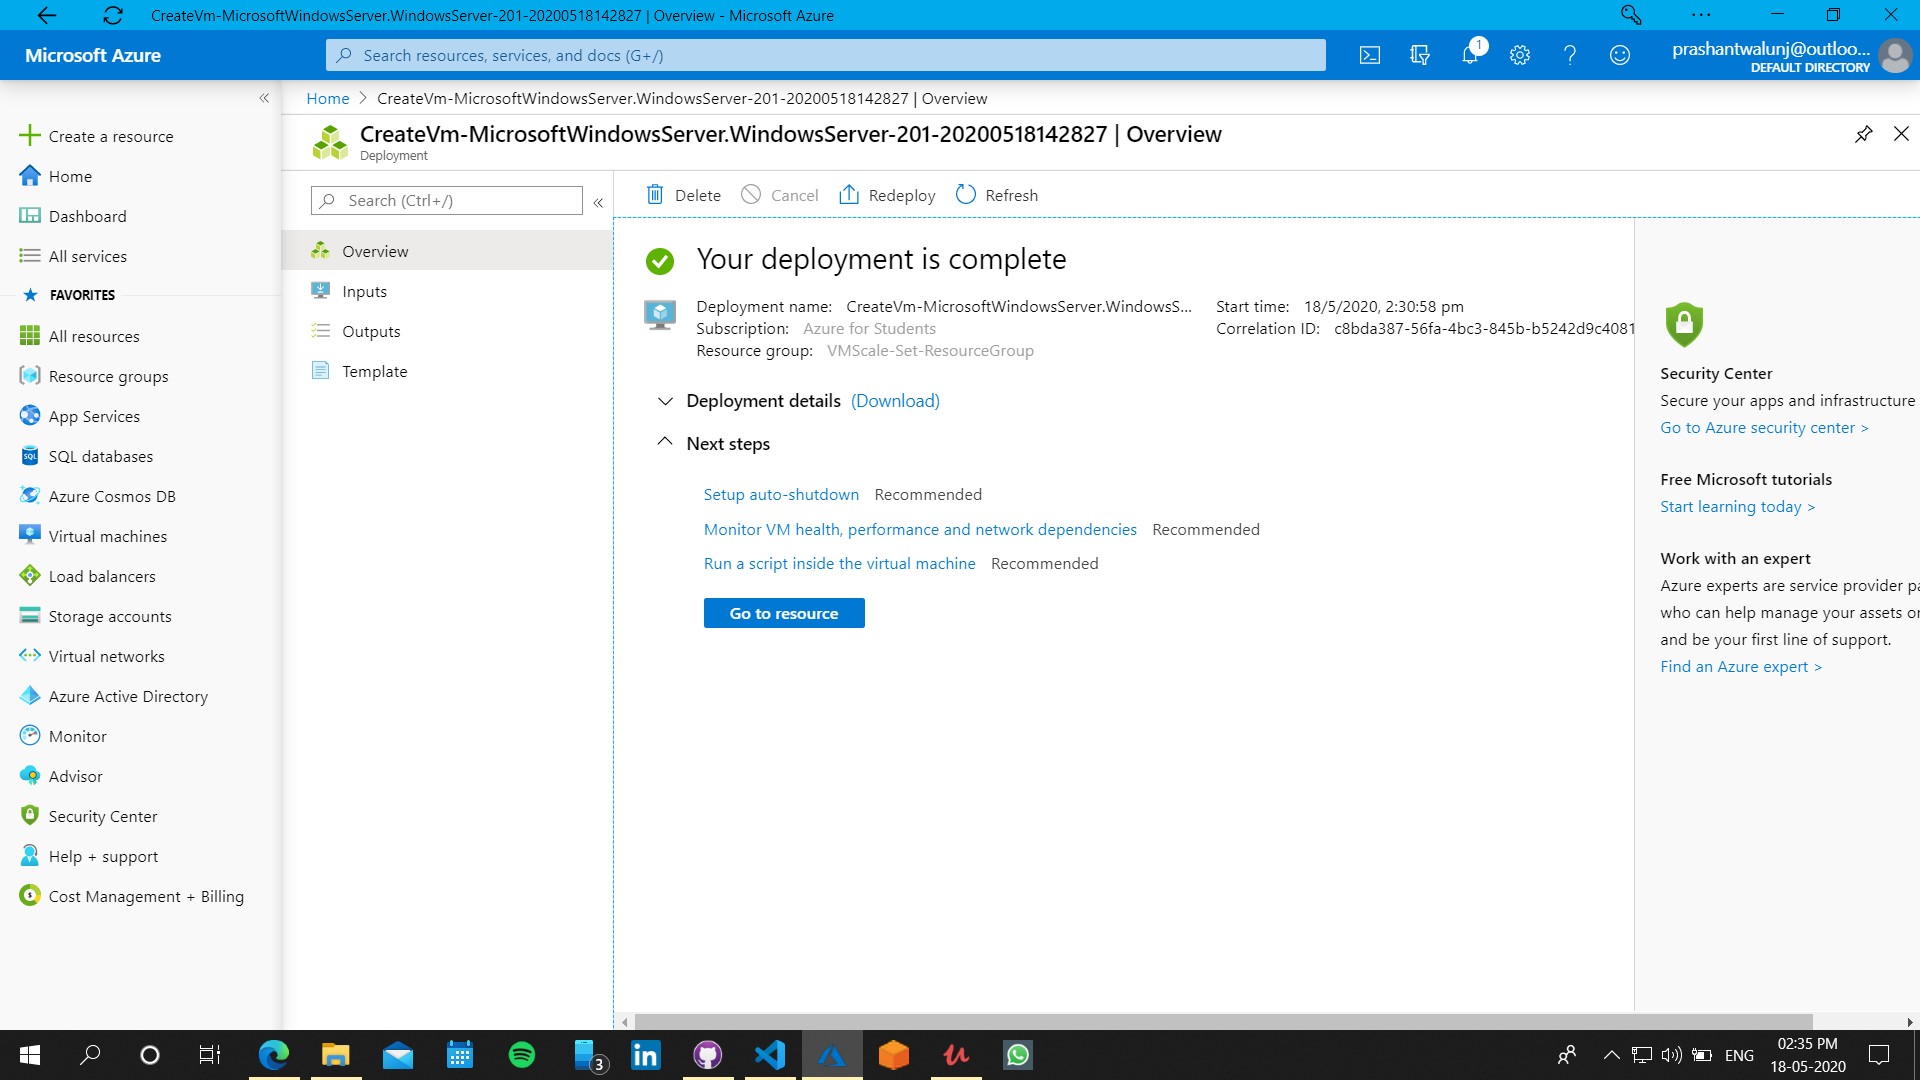 CreateVm-MicrosoftWindowsServer.WindowsServer-201-20200518142827 | Overview - Microsoft Azure
Microsoft Azure
Search resources, services, and docs (G+/)
1
prashantwalunj@outloo...
DEFAULT DIRECTORY
Create a resource
Home
Dashboard
All services
FAVORITES
All resources
Resource groups
App Services
SQL databases
Azure Cosmos DB
Virtual machines
Load balancers
Storage accounts
Virtual networks
Azure Active Directory
Monitor
Advisor
Security Center
Help + support
Cost Management + Billing
Home > CreateVm-MicrosoftWindowsServer.WindowsServer-201-20200518142827 | Overview
CreateVm-MicrosoftWindowsServer.WindowsServer-201-20200518142827 | Overview
Deployment
Search (Ctrl+/)
Overview
Inputs
Outputs
Template
Delete Cancel Redeploy Refresh
Your deployment is complete
Deployment name: CreateVm-MicrosoftWindowsServer.WindowsS...
Subscription: Azure for Students
Resource group: VMScale-Set-ResourceGroup
Start time: 18/5/2020, 2:30:58 pm
Correlation ID: c8bda387-56fa-4bc3-845b-b5242d9c4081
Deployment details (Download)
Next steps
Setup auto-shutdown Recommended
Monitor VM health, performance and network dependencies Recommended
Run a script inside the virtual machine Recommended
Go to resource
Security Center
Secure your apps and infrastructure
Go to Azure security center >
Free Microsoft tutorials
Start learning today >
Work with an expert
Azure experts are service provider pa
who can help manage your assets or
and be your first line of support.
Find an Azure expert >
3
ENG
02:35 PM
18-05-2020